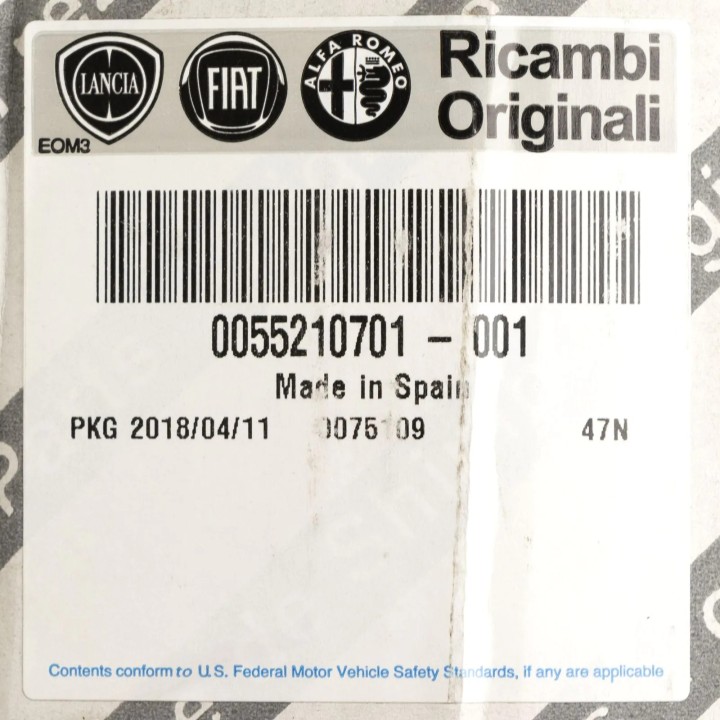 LANCIA
FIAT
ALFA ROMEO
Ricambi
Originali
EOM3
0055210701 - 001
Made in Spain
PKG 2018/04/11 47N
Contents conform to U.S. Federal Motor Vehicle Safety Standards, if any are applicable